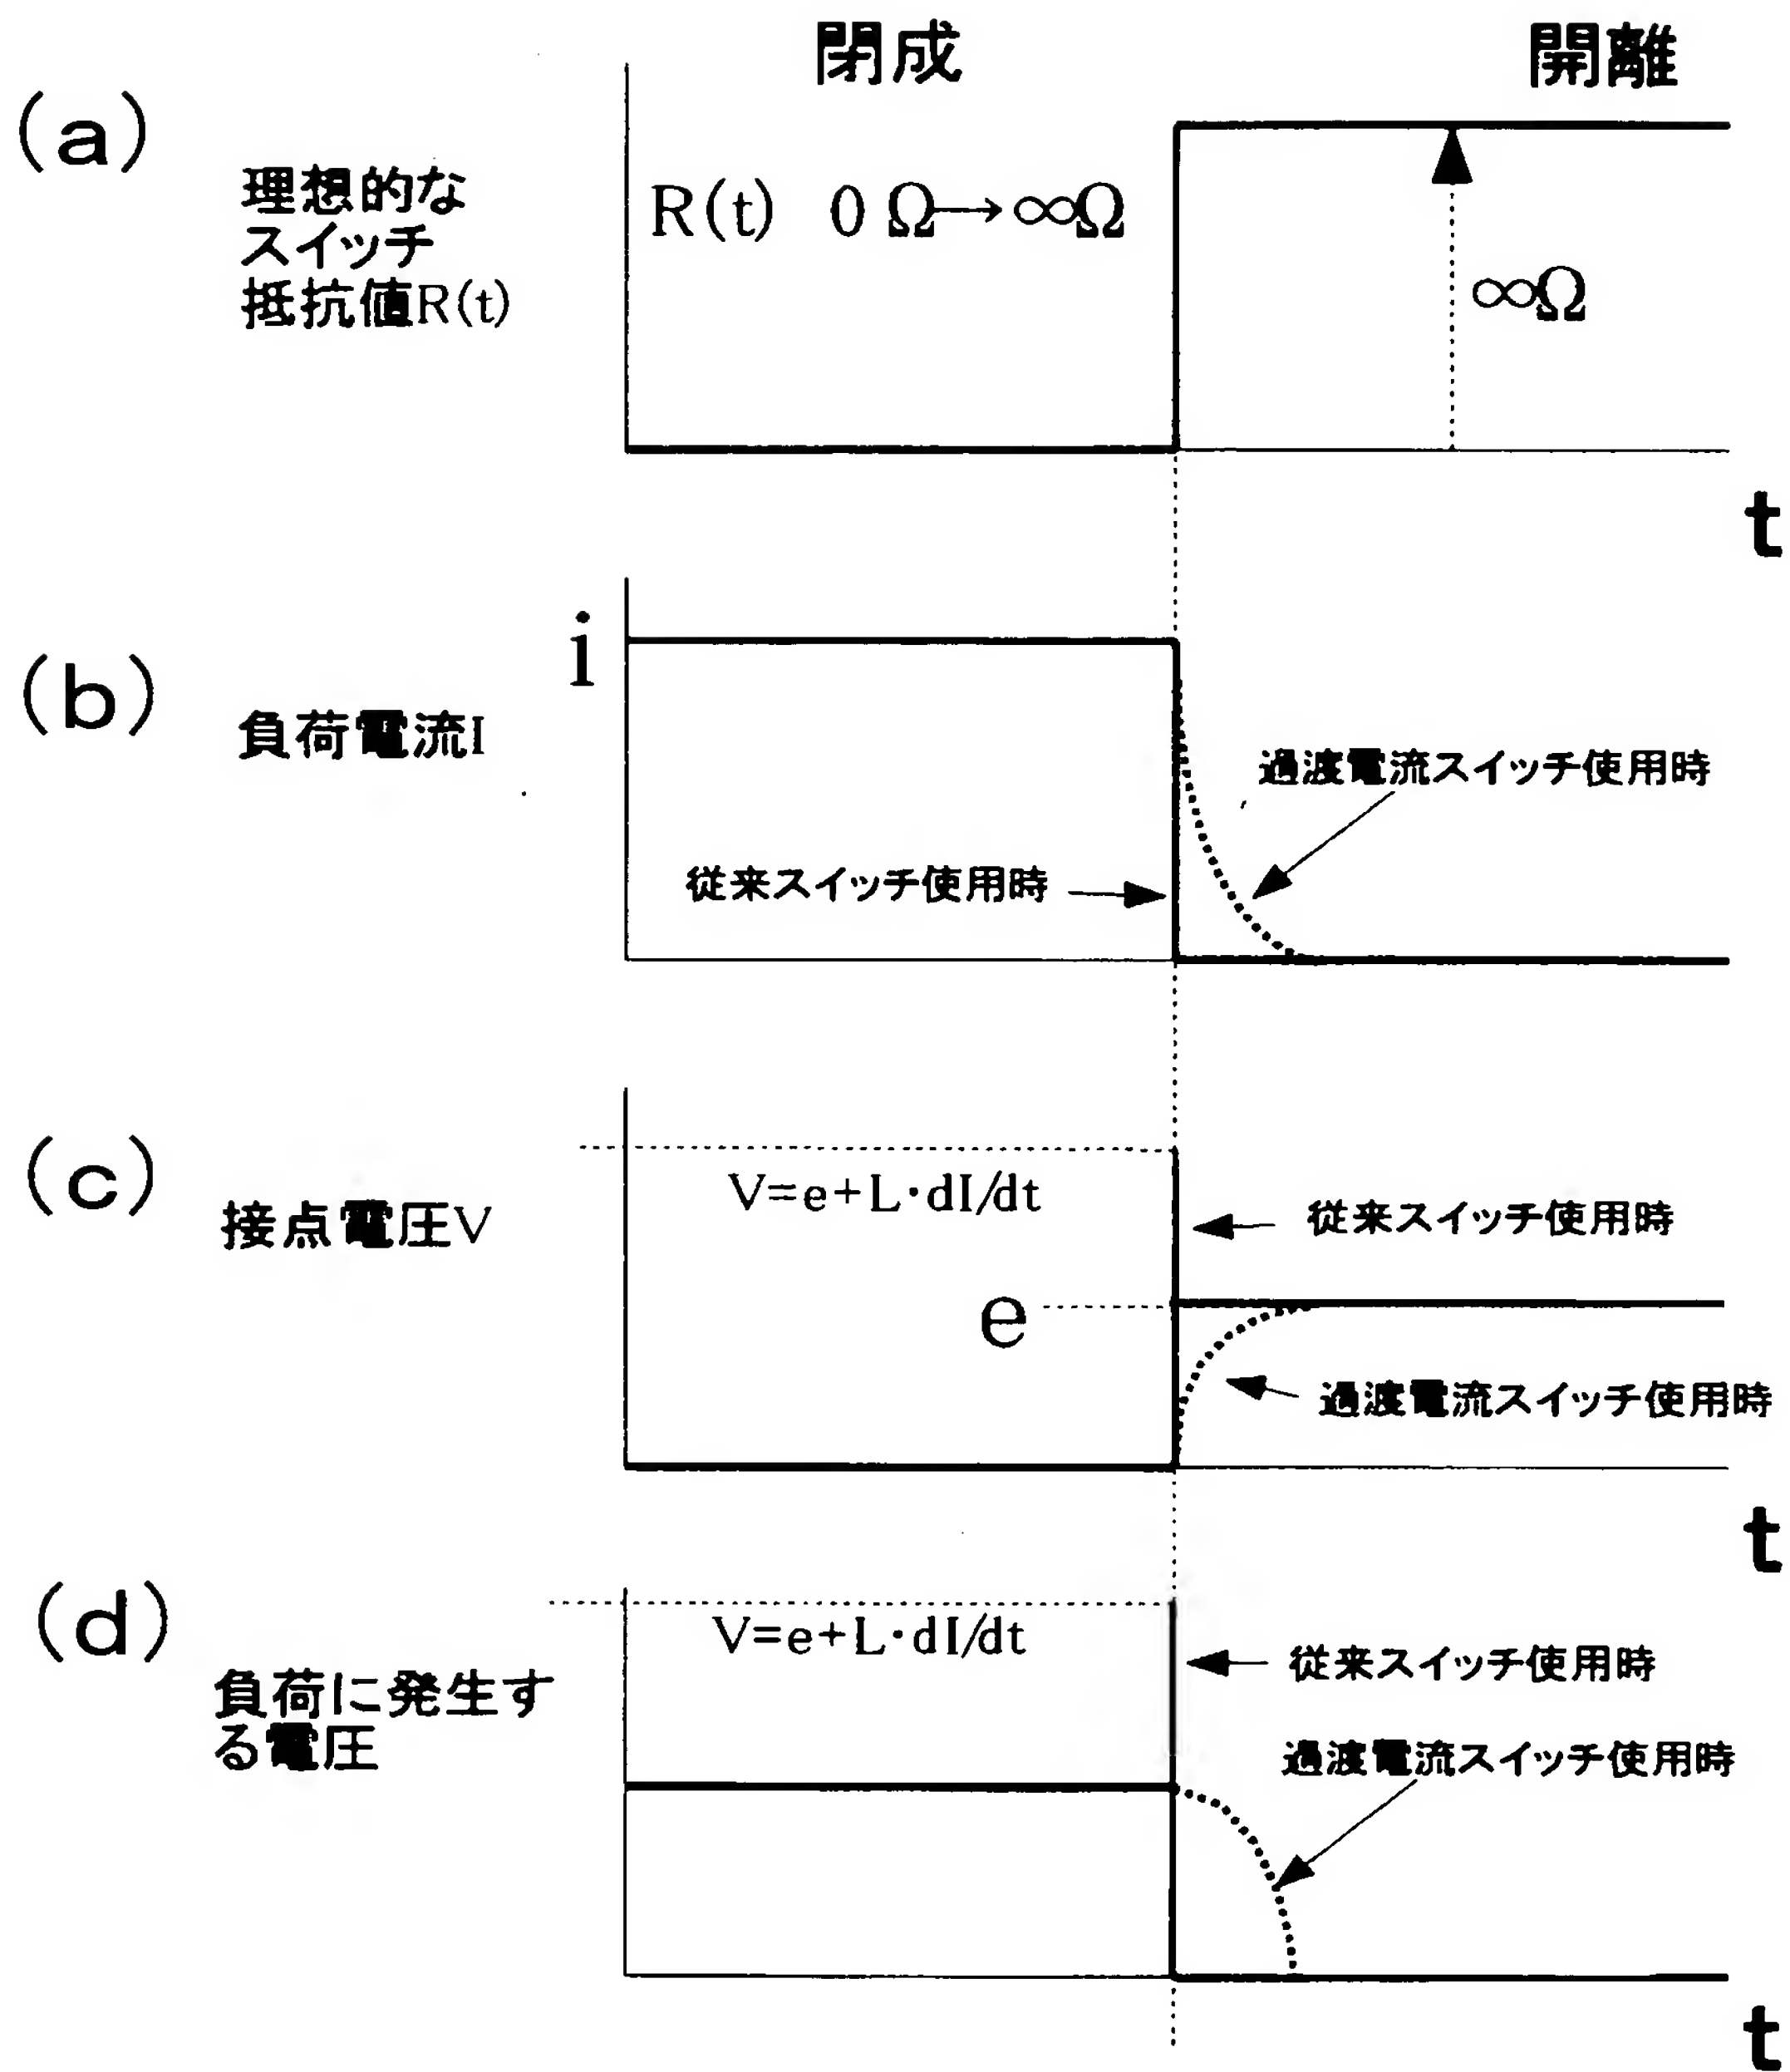 閉成
開離
(a)
理想的な
スイッチ
抵抗値R(t)
R(t) 0 Ω→∞Ω
∞Ω
t
(b)
負荷電流I
i
過渡電流スイッチ使用時
従来スイッチ使用時
(c)
接点電圧V
V=e+L・dI/dt
従来スイッチ使用時
e
過渡電流スイッチ使用時
t
(d)
負荷に発生す
る電圧
V=e+L・dI/dt
従来スイッチ使用時
過渡電流スイッチ使用時
t